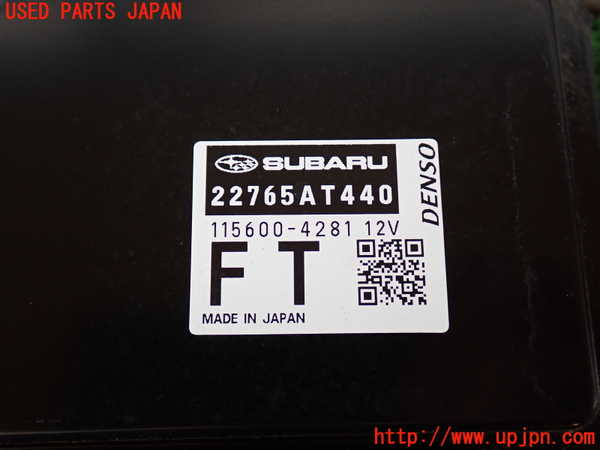 USED PARTS JAPAN
SUBARU
22765AT440
DENSO
115600-4281 12V
FT
MADE IN JAPAN
http://www.upjpn.com/